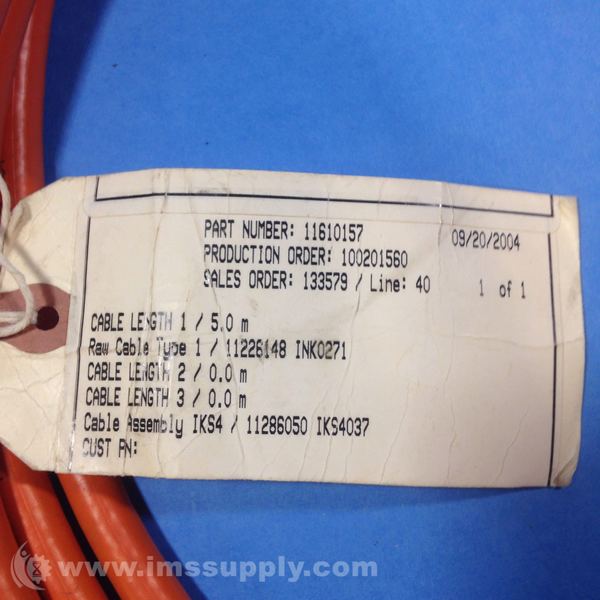 PART NUMBER: 11610157 09/20/2004
PRODUCTION ORDER: 100201560
SALES ORDER: 133579 / Line: 40 1 of 1
CABLE LENGTH 1 / 5.0 m
Raw Cable Type 1 / 11226148 INK0271
CABLE LENGTH 2 / 0.0 m
CABLE LENGTH 3 / 0.0 m
Cable Assembly IKS4 / 11286050 IKS4037
CUST PN:
www.imssupply.com